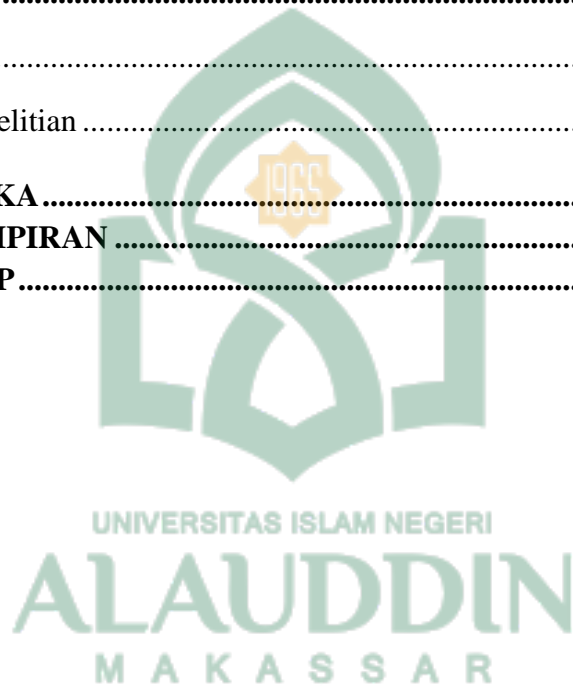 ................................................................
................................................................
elitian ................................................................
KA................................................................
IPIRAN ................................................................
P................................................................
1965
UNIVERSITAS ISLAM NEGERI
ALAUDDIN
MAKASSAR